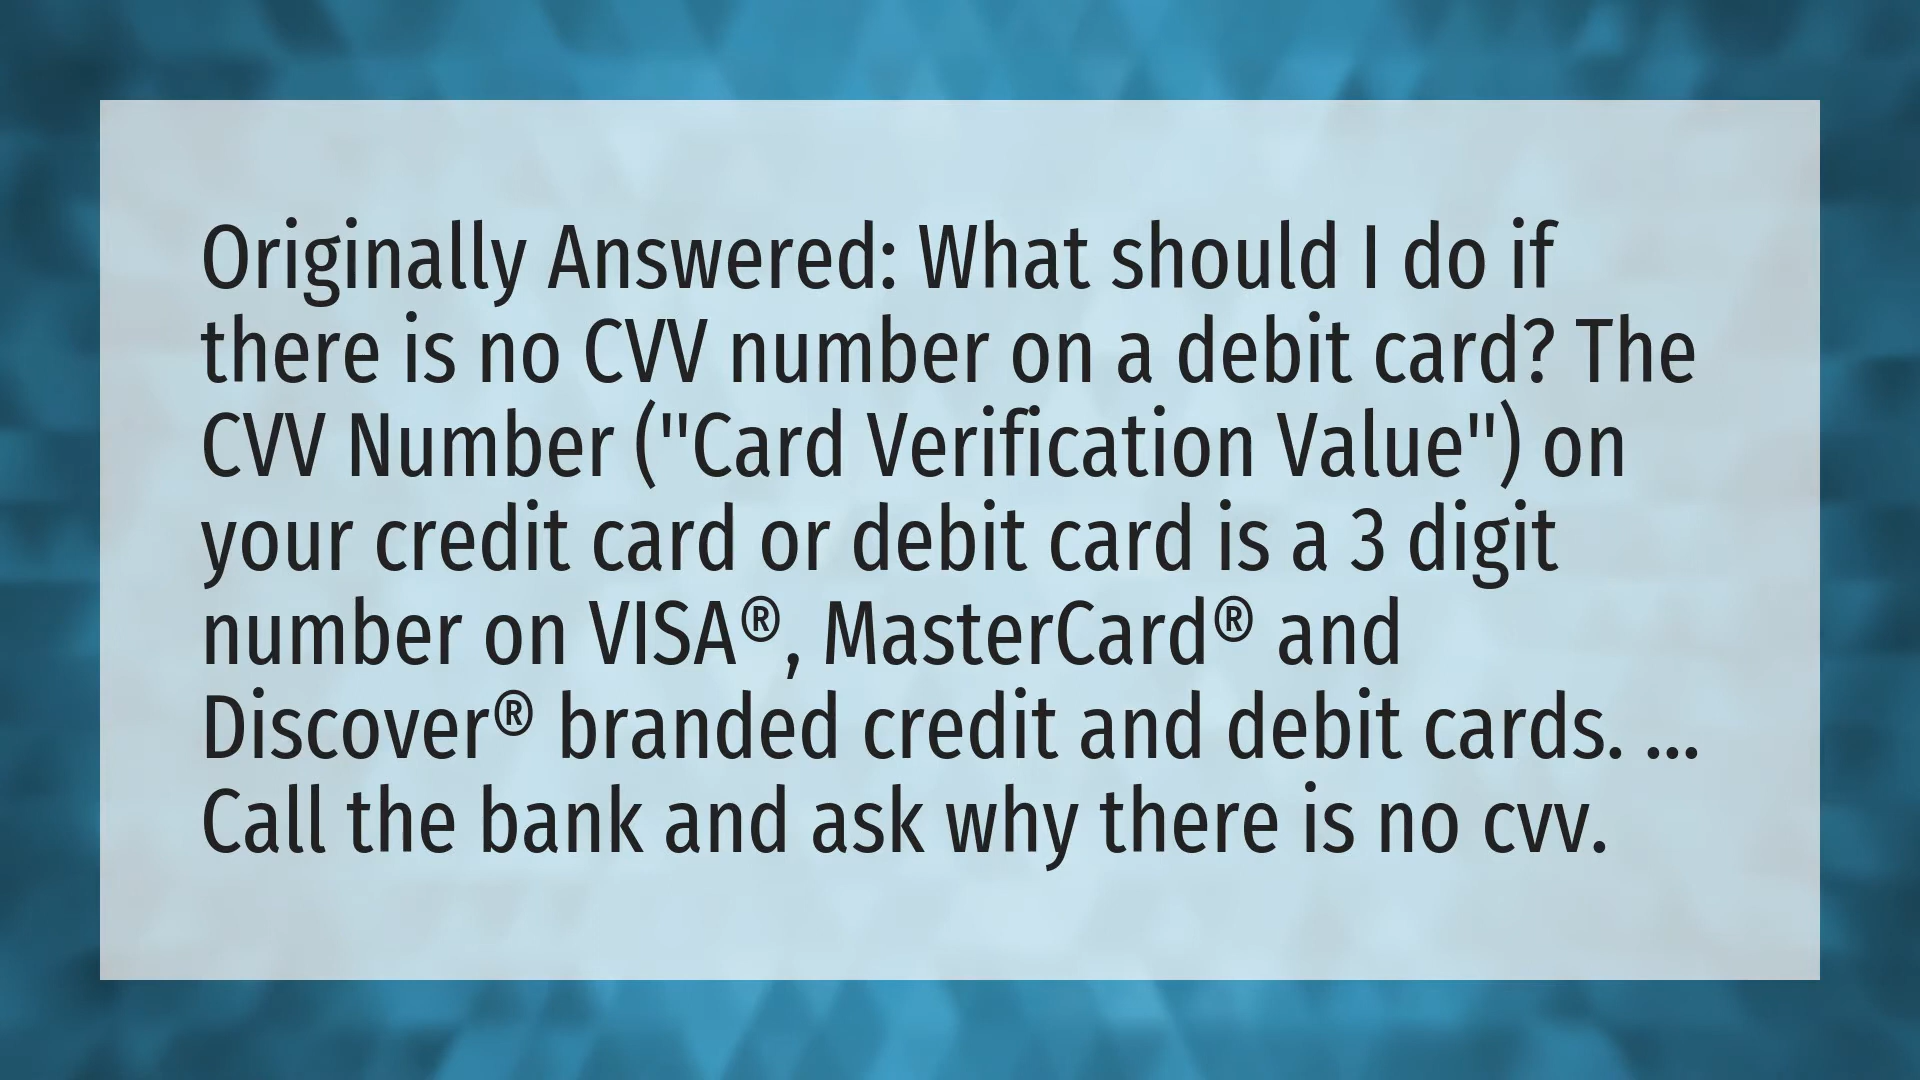 Originally Answered: What should I do if
there is no CVV number on a debit card? The
CVV Number ("Card Verification Value") on
your credit card or debit card is a 3 digit
number on VISA®, MasterCard® and
Discover® branded credit and debit cards. ...
Call the bank and ask why there is no cvv.